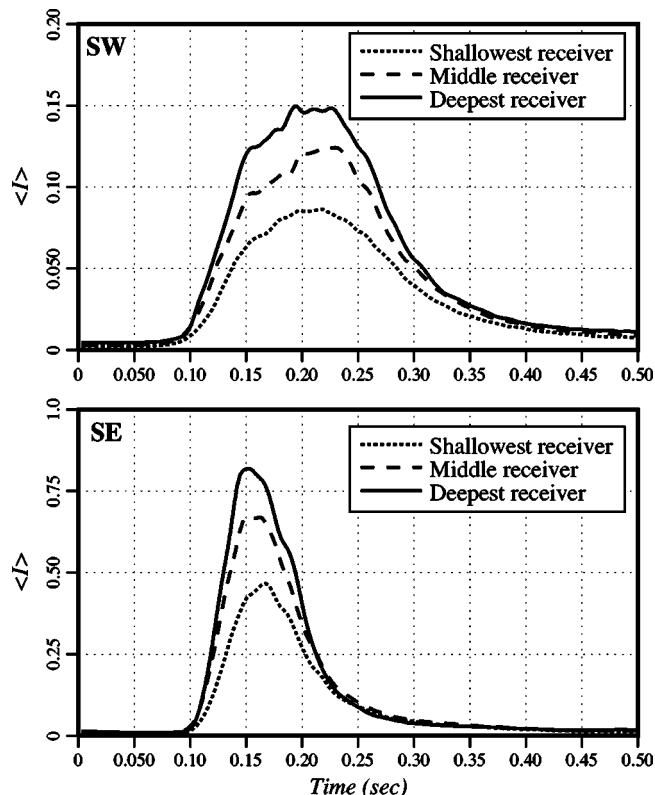 0.20
SW
Shallowest receiver
Middle receiver
Deepest receiver
0.15
<I>
0.10
0.050
0
0 0.050 0.10 0.15 0.20 0.25 0.30 0.35 0.40 0.45 0.50
1.0
SE
Shallowest receiver
Middle receiver
Deepest receiver
0.75
<I>
0.50
0.25
0
0 0.050 0.10 0.15 0.20 0.25 0.30 0.35 0.40 0.45 0.50
Time (sec)